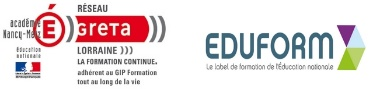 RÉSEAU
académie
Nancy-Metz
É
Greta
éducation
nationale
LORRAINE )))
LA FORMATION CONTINUE.
adhérent au GIP Formation
tout au long de la vie
EDUFORM
Le label de formation de l'Éducation nationale